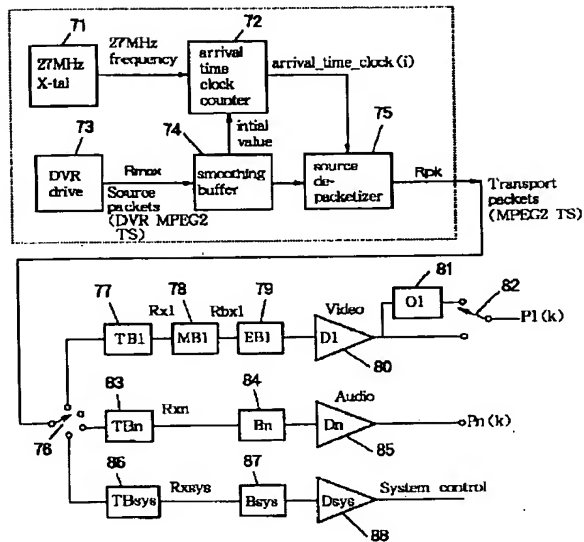 71
27MHz
X-tal
27MHz
frequency
72
arrival
time
clock
counter
arrival_time_clock(i)
73
DVR
drive
Rmax
Source
packets
(DVR MPEG2
TS)
74
intial
value
smoothing
buffer
75
source
de-
packetizer
Rpk
Transport
packets
(MPEG2 TS)
76
77
TB1
Rx1
78
MB1
Rbx1
79
EB1
Video
D1
80
81
O1
82
P1(k)
83
TBn
Rxn
84
Bn
Audio
Dn
85
Pn(k)
86
TBsys
Rxsys
87
Bsys
Dsys
88
System control